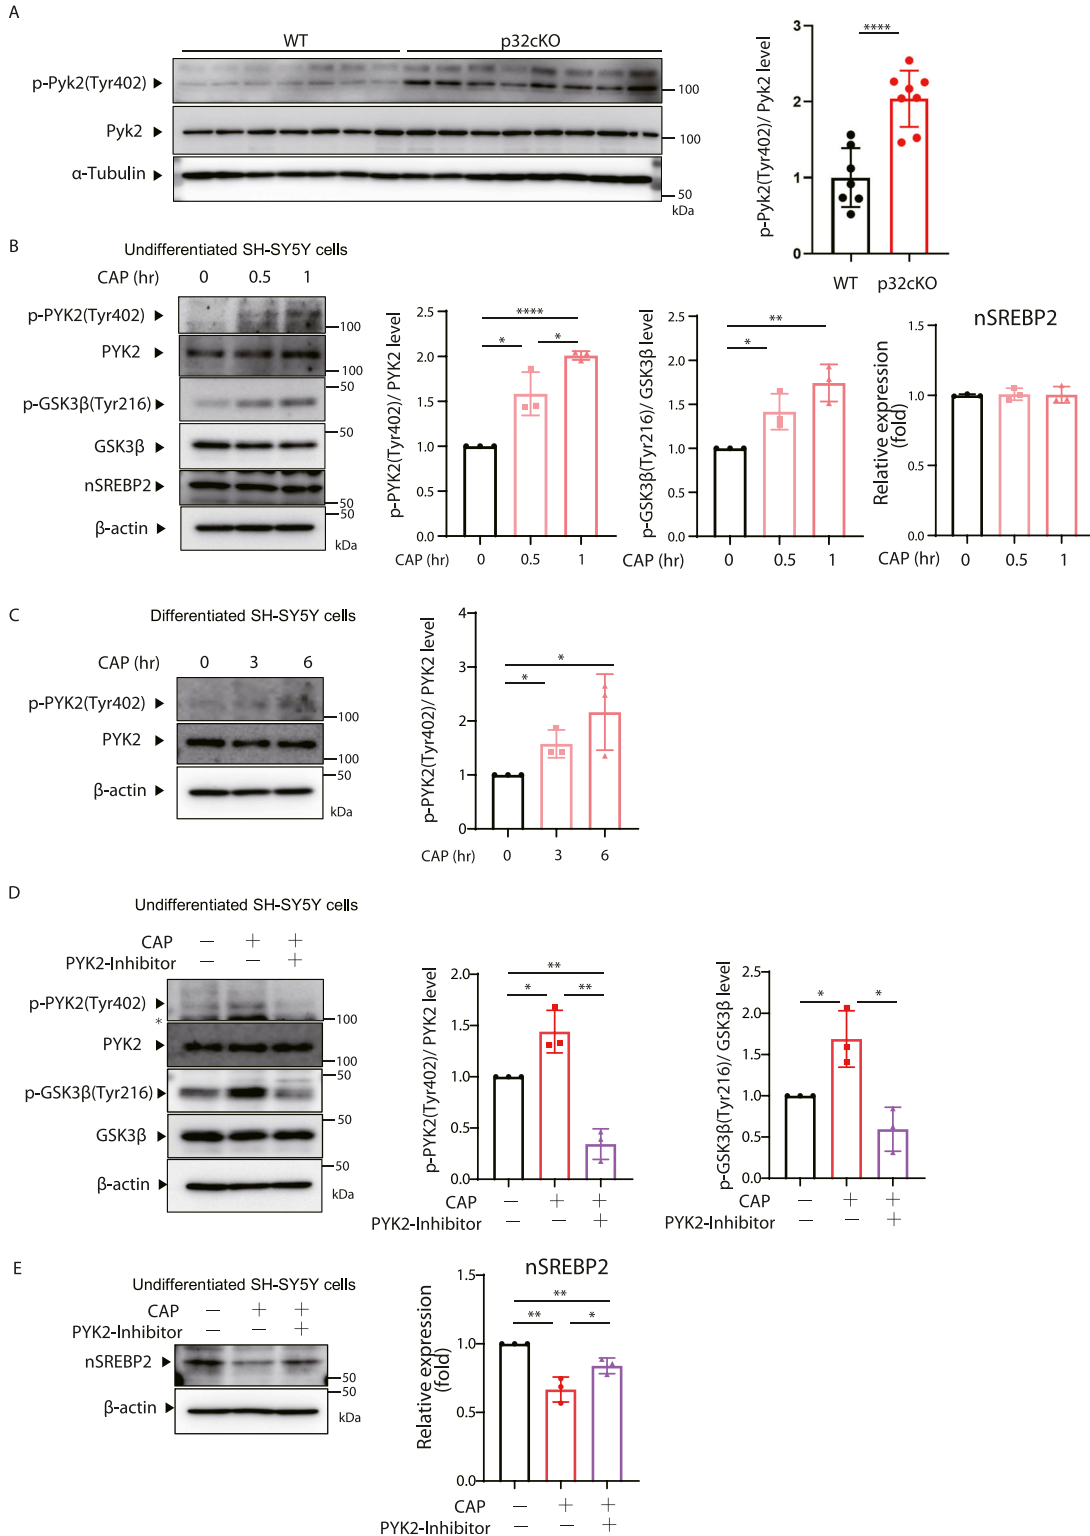 A
WT p32cKO
p-Pyk2(Tyr402)
100
Pyk2
100
α-Tubulin
50
kDa
p-Pyk2(Tyr402)/ Pyk2 level
3
2
1
0
****
WT p32cKO
B
Undifferentiated SH-SY5Y cells
CAP (hr) 0 0.5 1
p-PYK2(Tyr402)
100
PYK2
100
50
p-GSK3β(Tyr216)
50
GSK3β
nSREBP2
50
50
β-actin
kDa
p-PYK2(Tyr402)/ PYK2 level
2.5
2.0
1.5
1.0
0.5
0.0
****
* *
CAP (hr) 0 0.5 1
p-GSK3β(Tyr216)/ GSK3β level
2.5
2.0
1.5
1.0
0.5
0.0
**
*
CAP (hr) 0 0.5 1
nSREBP2
Relative expression
(fold)
1.5
1.0
0.5
0.0
CAP (hr) 0 0.5 1
C
Differentiated SH-SY5Y cells
CAP (hr) 0 3 6
p-PYK2(Tyr402)
100
PYK2
100
50
β-actin
kDa
p-PYK2(Tyr402)/ PYK2 level
4
3
2
1
0
*
*
CAP (hr) 0 3 6
D
Undifferentiated SH-SY5Y cells
CAP — + +
PYK2-Inhibitor — — +
p-PYK2(Tyr402)
*
100
PYK2
100
50
p-GSK3β(Tyr216)
50
GSK3β
50
β-actin
kDa
p-PYK2(Tyr402)/ PYK2 level
2.0
1.5
1.0
0.5
0.0
**
* **
CAP — + +
PYK2-Inhibitor — — +
p-GSK3β(Tyr216)/ GSK3β level
2.5
2.0
1.5
1.0
0.5
0.0
* *
CAP — + +
PYK2-Inhibitor — — +
E
Undifferentiated SH-SY5Y cells
CAP — + +
PYK2-Inhibitor — — +
nSREBP2
50
50
β-actin
kDa
nSREBP2
Relative expression
(fold)
1.5
1.0
0.5
0.0
**
** *
CAP — + +
PYK2-Inhibitor — — +